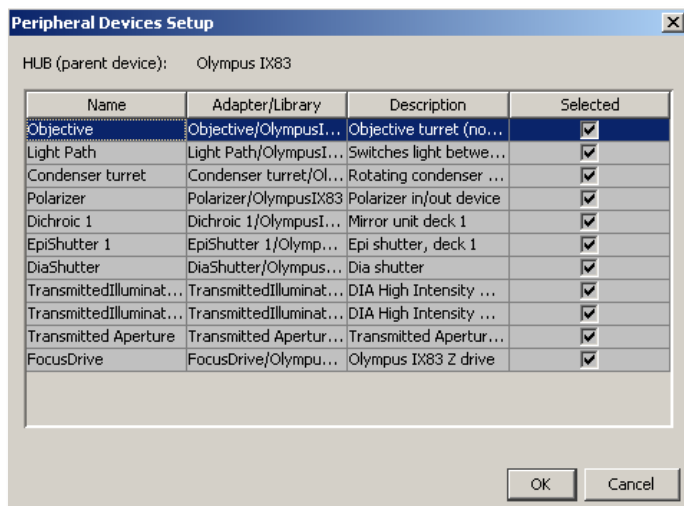 Peripheral Devices Setup
HUB (parent device): Olympus IX83
Name Adapter/Library Description Selected
Objective Objective/OlympusI... Objective turret (no...
Light Path Light Path/OlympusI... Switches light betwe...
Condenser turret Condenser turret/Ol... Rotating condenser ...
Polarizer Polarizer/OlympusIX83 Polarizer in/out device
Dichroic 1 Dichroic 1/OlympusI... Mirror unit deck 1
EpiShutter 1 EpiShutter 1/Olymp... Epi shutter, deck 1
DiaShutter DiaShutter/Olympus... Dia shutter
TransmittedIlluminat... TransmittedIlluminat... DIA High Intensity ...
TransmittedIlluminat... TransmittedIlluminat... DIA High Intensity ...
Transmitted Aperture Transmitted Apertur... Transmitted Apertur...
FocusDrive FocusDrive/Olympu... Olympus IX83 Z drive
OK Cancel